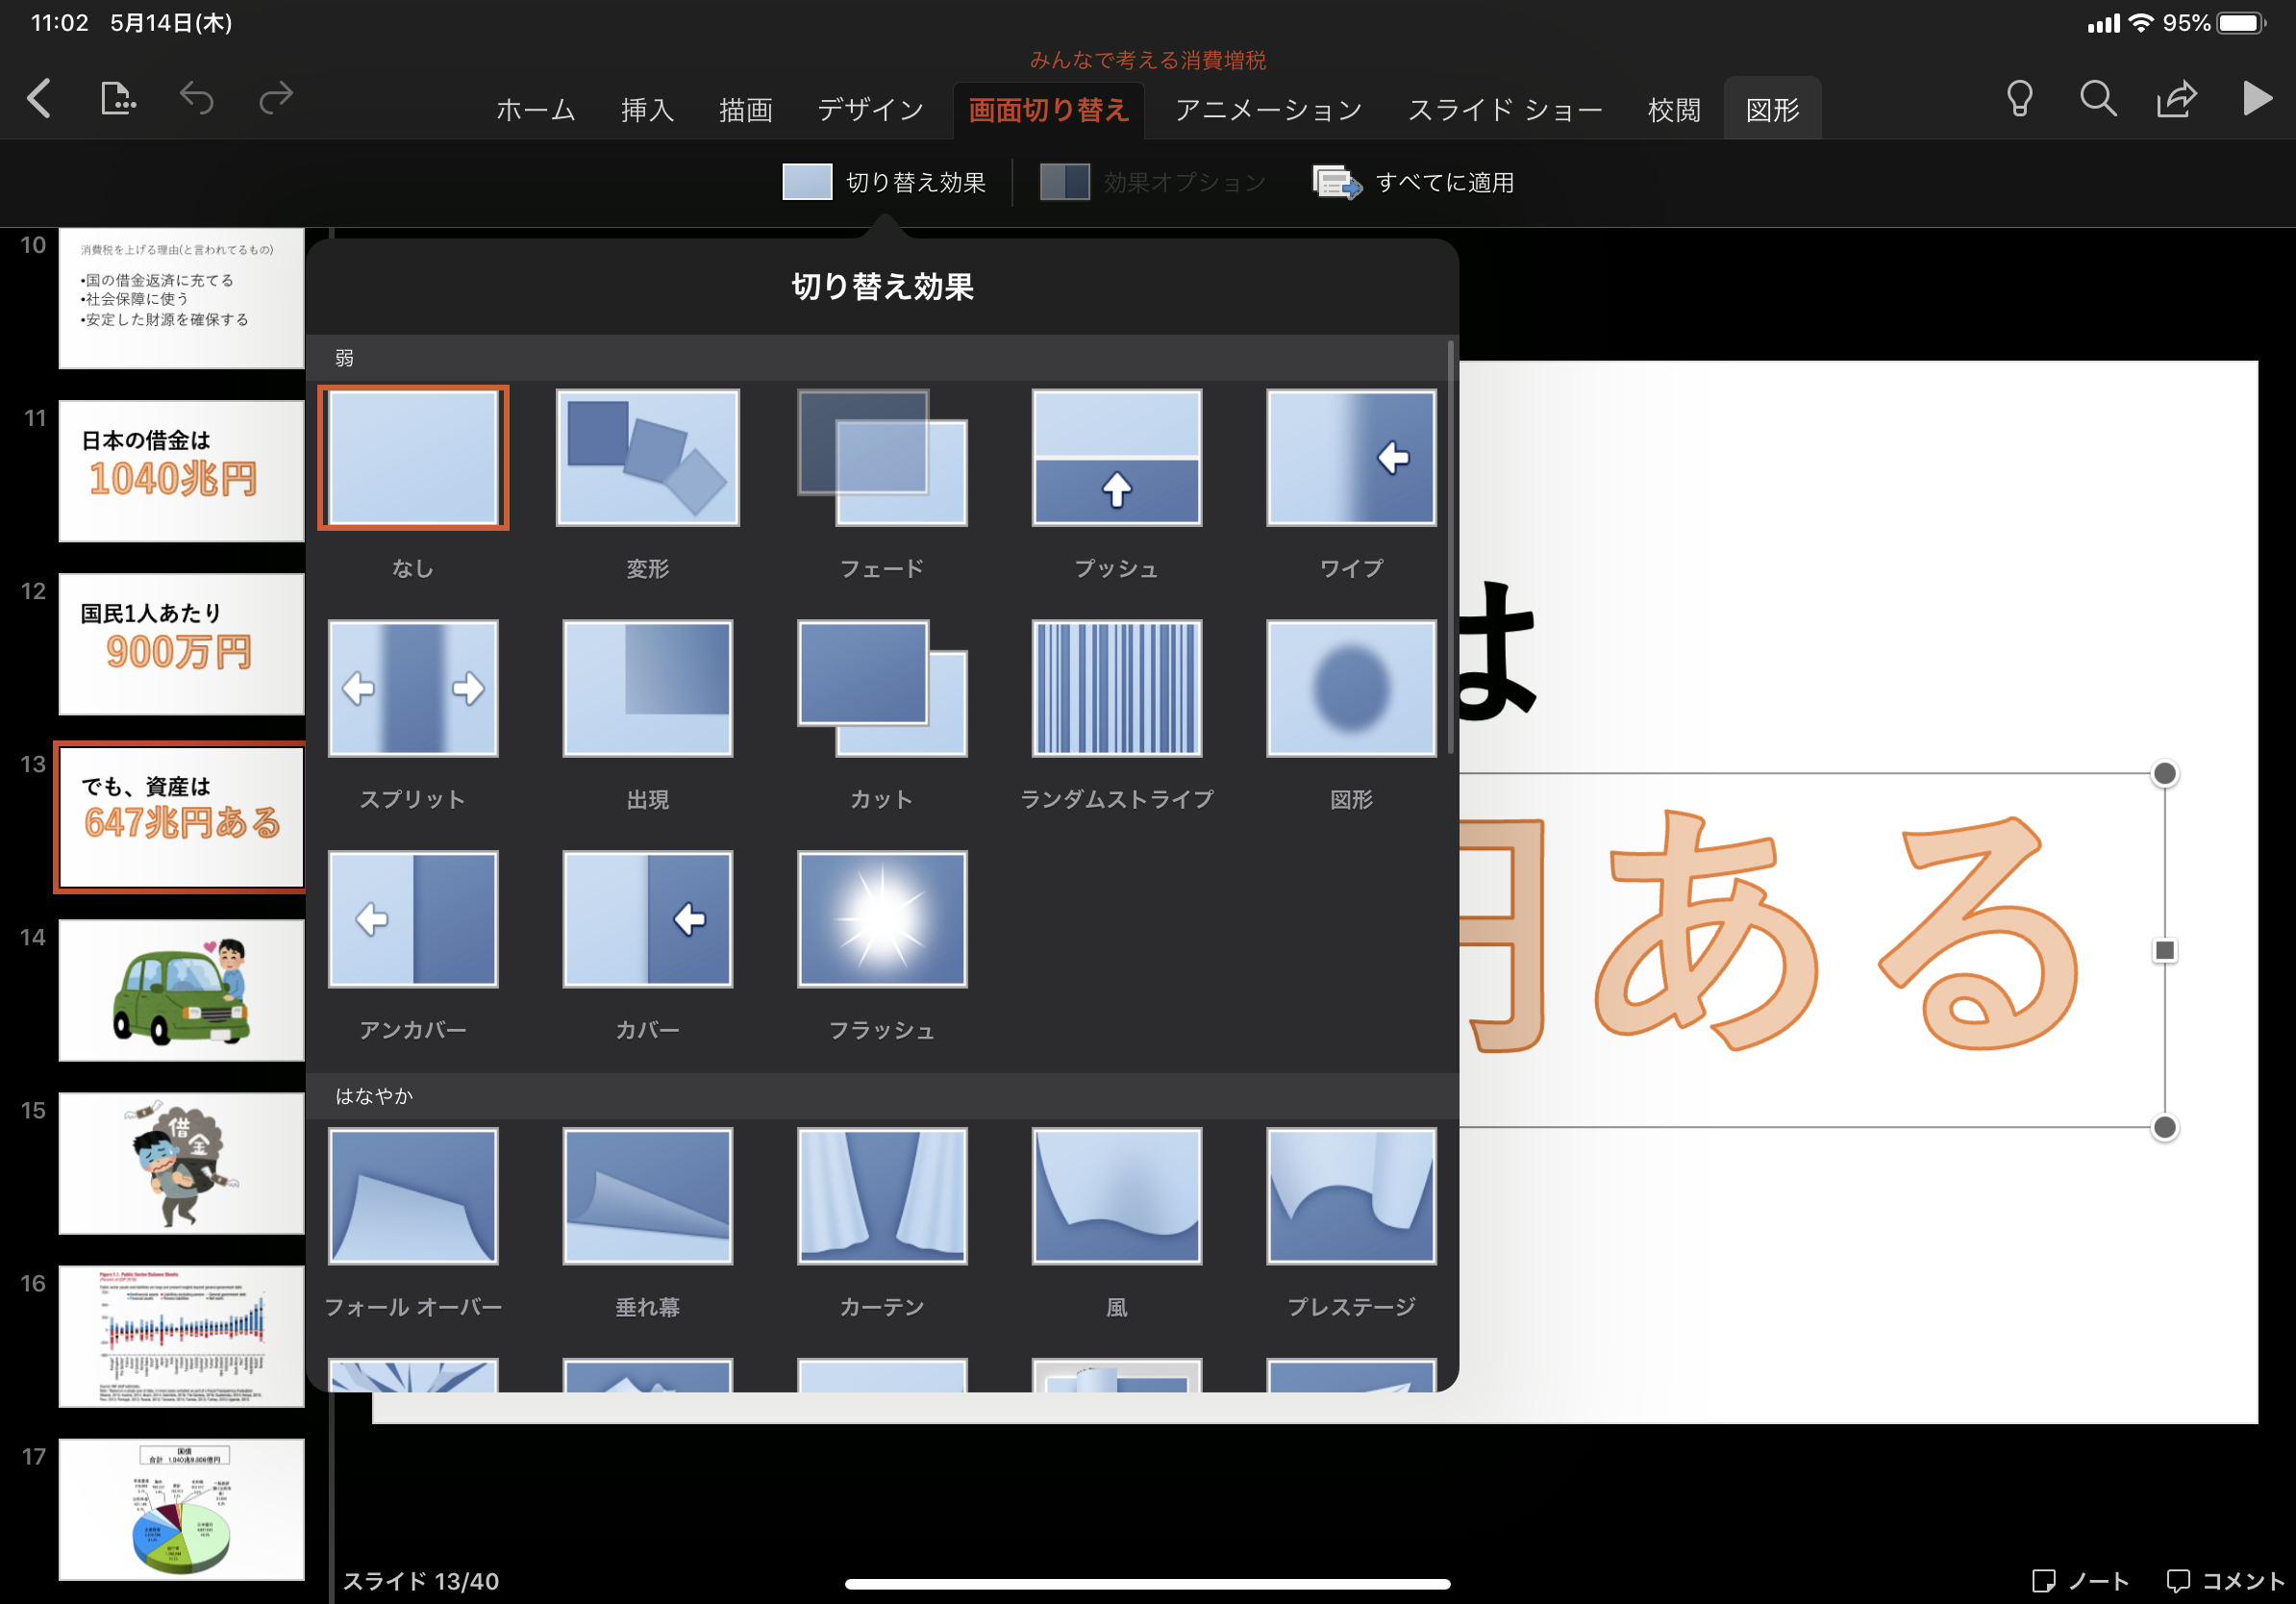 11:02 5月14日(木)
95%
みんなで考える消費増税
ホーム 挿入 描画 デザイン 画面切り替え アニメーション スライド ショー 校閲 図形
切り替え効果 効果オプション すべてに適用
10
消費税を上げる理由(と言われてるもの)
•国の借金返済に充てる
•社会保障に使う
•安定した財源を確保する
11
日本の借金は
1040兆円
12
国民1人あたり
900万円
13
でも、資産は
647兆円ある
14
15
借金
16
Figure 1.1. Public Sector Balance Sheets
17
国債
切り替え効果
弱
なし 変形 フェード プッシュ ワイプ
スプリット 出現 カット ランダムストライプ 図形
アンカバー カバー フラッシュ
はなやか
フォール オーバー 垂れ幕 カーテン 風 プレステージ
は
円ある
スライド 13/40
ノート コメント